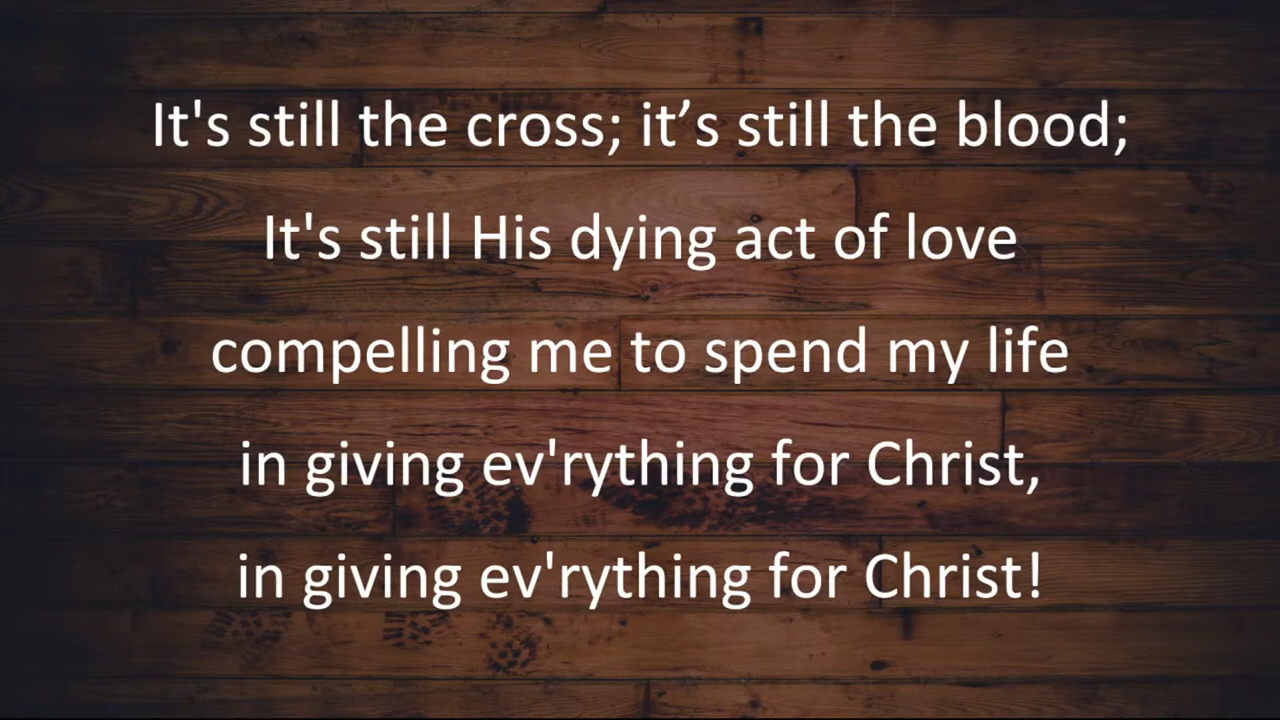 It's still the cross; it’s still the blood;
It's still His dying act of love
compelling me to spend my life
in giving ev'rything for Christ,
in giving ev'rything for Christ!